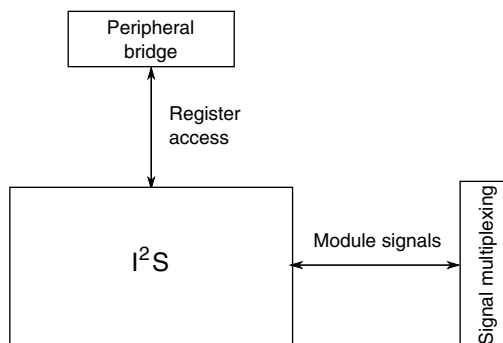 Peripheral
bridge
Register
access
I²S
Module signals
Signal multiplexing